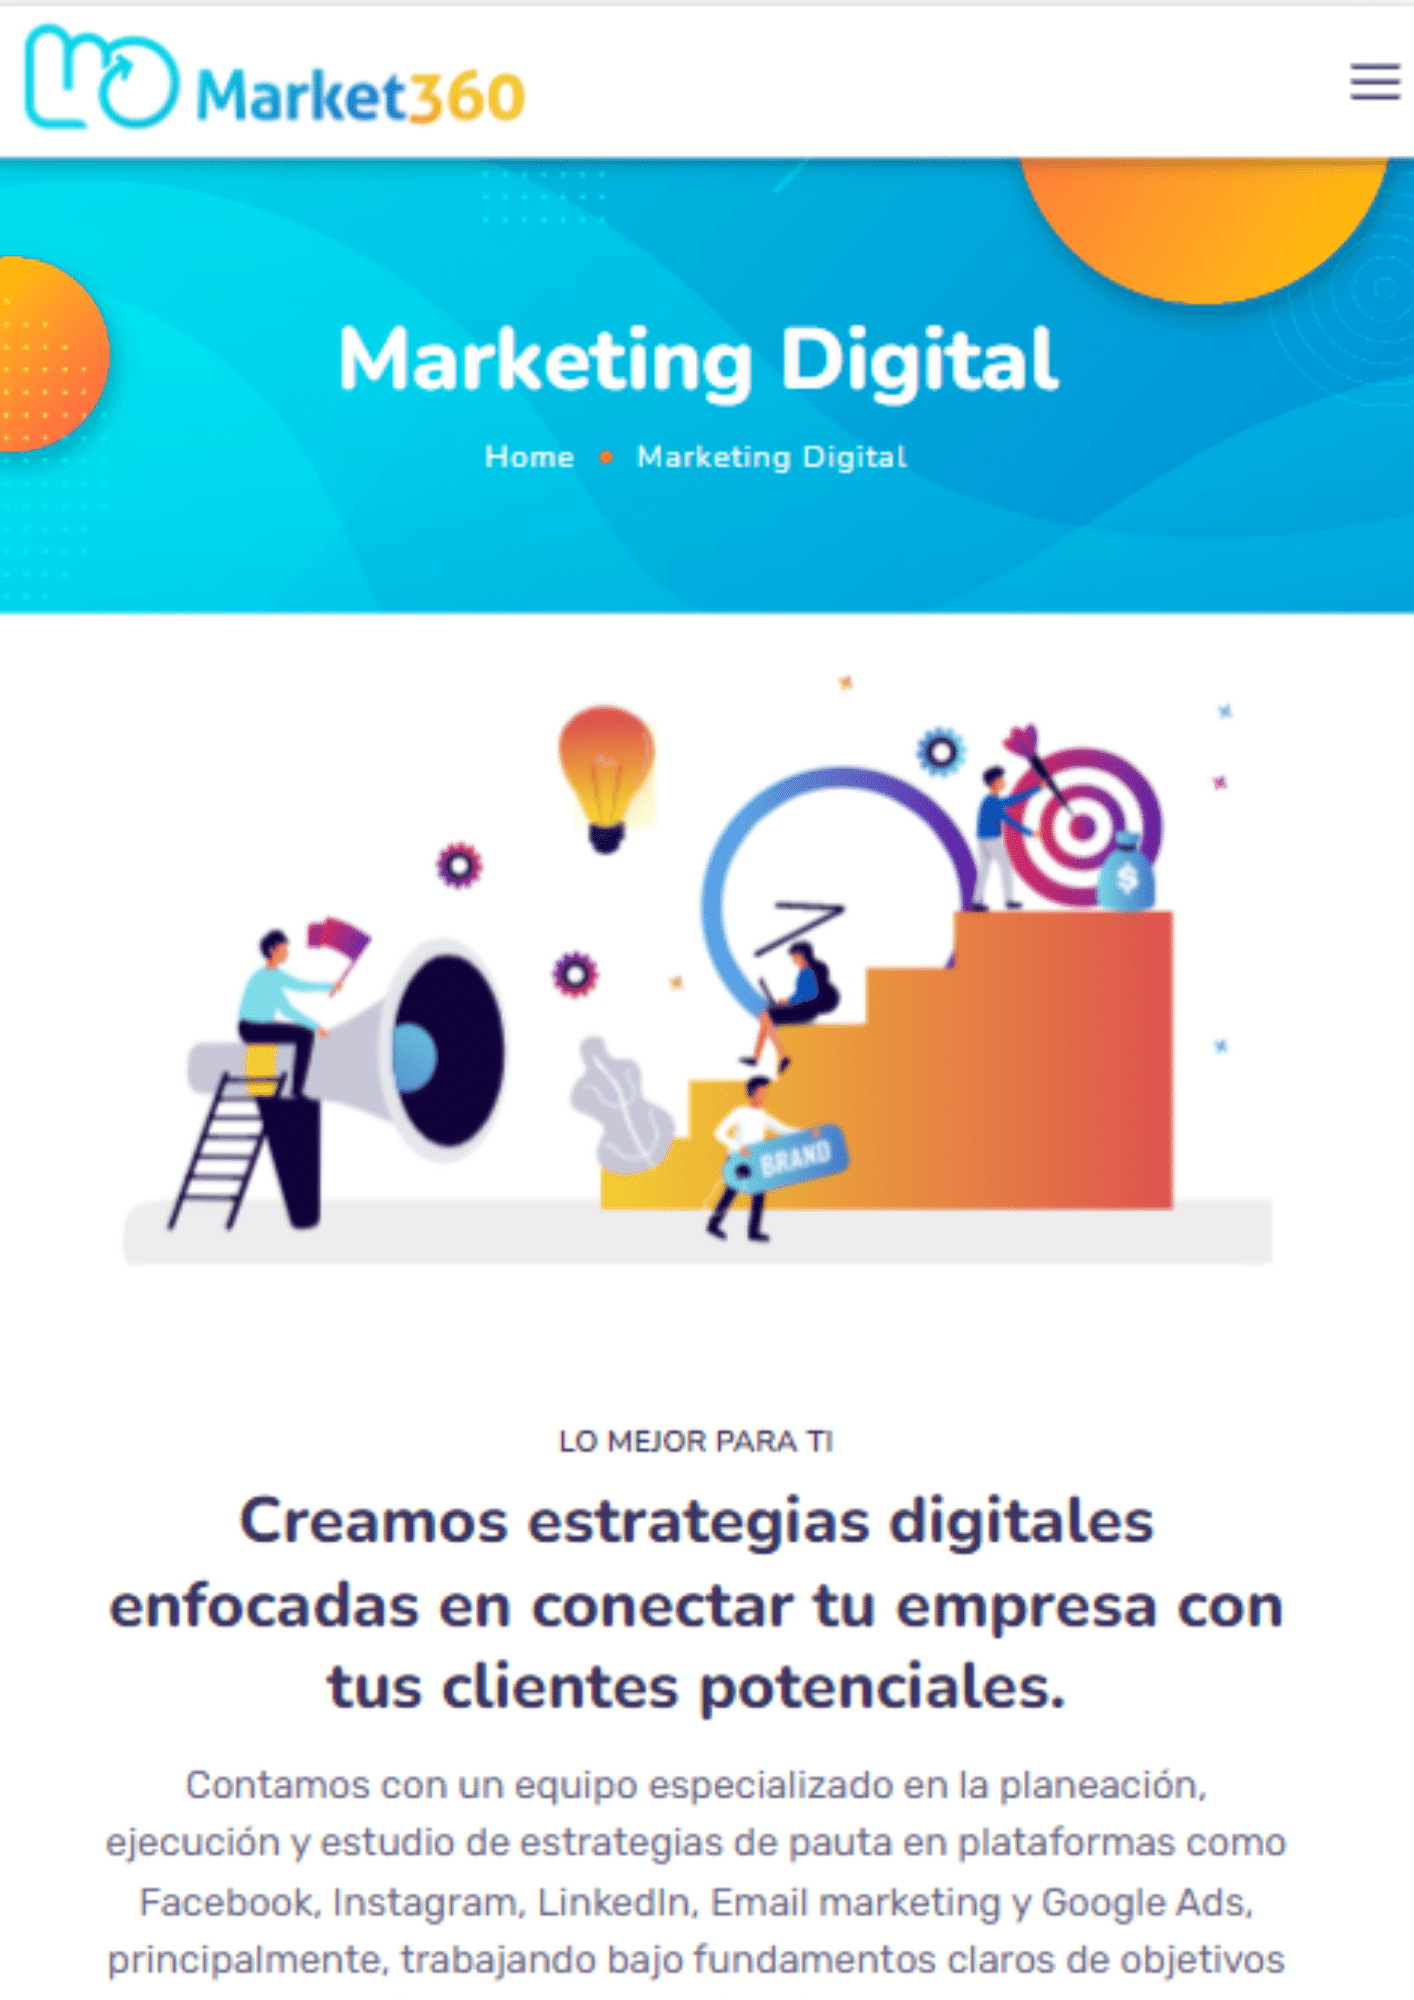 Market360
Marketing Digital
Home • Marketing Digital
$
BRAND
LO MEJOR PARA TI
Creamos estrategias digitales
enfocadas en conectar tu empresa con
tus clientes potenciales.
Contamos con un equipo especializado en la planeación,
ejecución y estudio de estrategias de pauta en plataformas como
Facebook, Instagram, LinkedIn, Email marketing y Google Ads,
principalmente, trabajando bajo fundamentos claros de objetivos